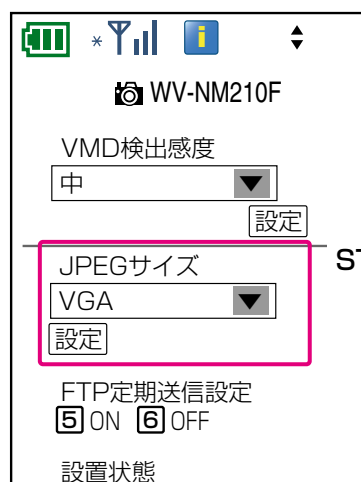 WV-NM210F
VMD検出感度
中
設定
JPEGサイズ
VGA
設定
FTP定期送信設定
5 ON 6 OFF
設置状態